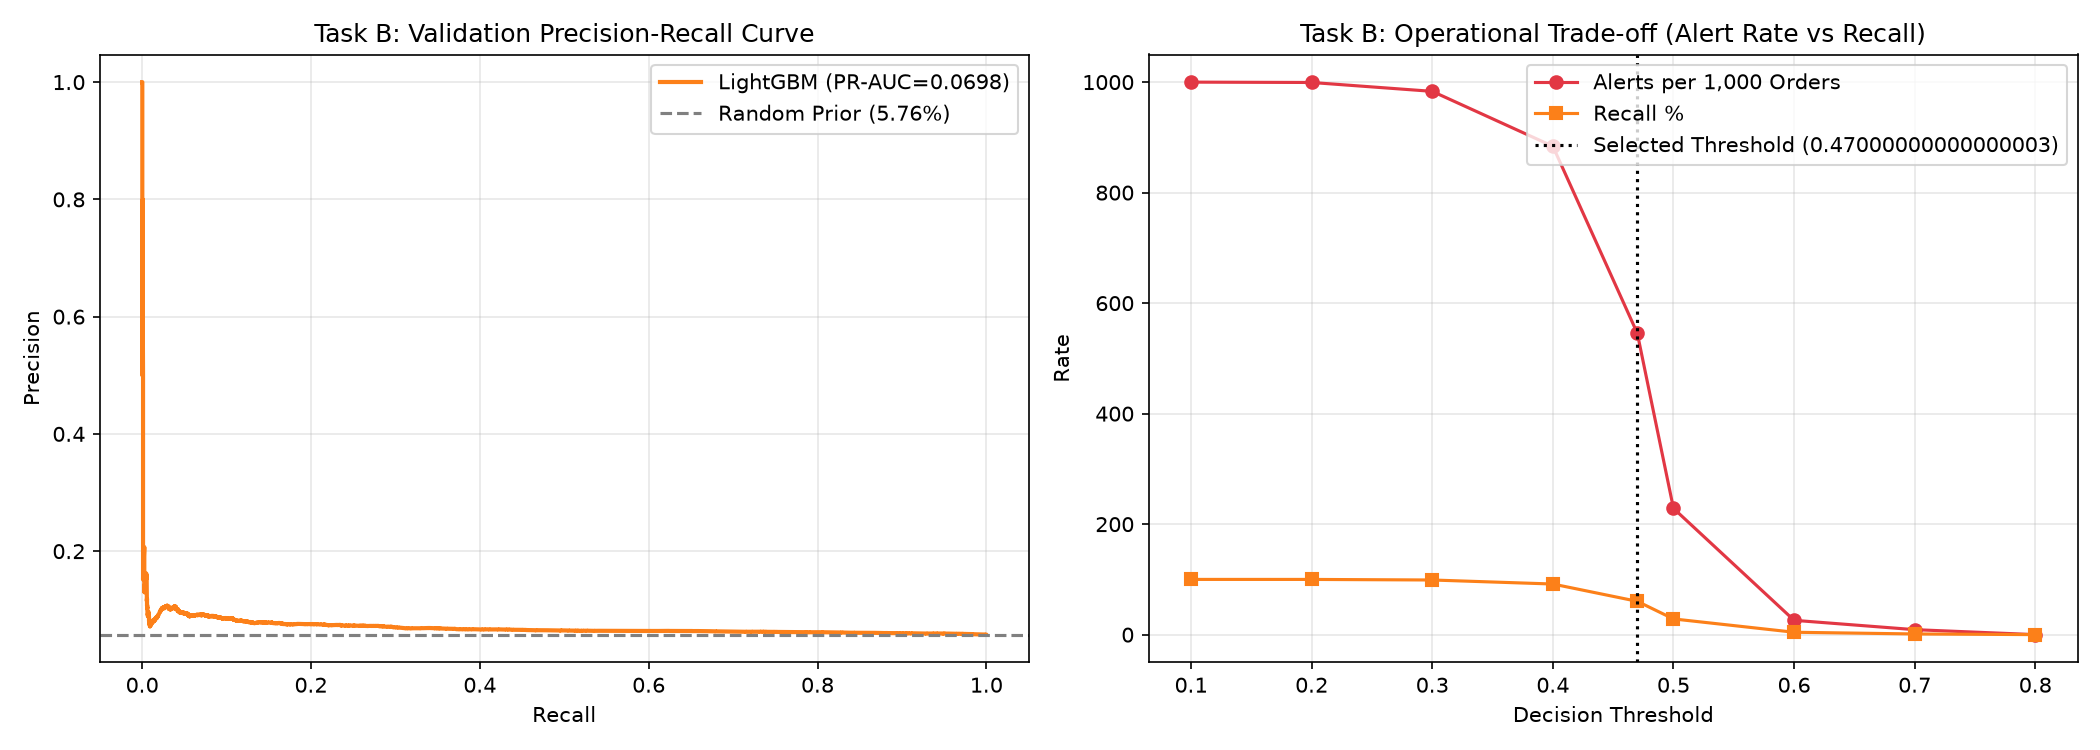 Task B: Validation Precision-Recall Curve
1.0
0.8
0.6
0.4
0.2
Precision
LightGBM (PR-AUC=0.0698)
Random Prior (5.76%)
0.0 0.2 0.4 0.6 0.8 1.0
Recall
Task B: Operational Trade-off (Alert Rate vs Recall)
1000
800
600
400
200
0
Rate
Alerts per 1,000 Orders
Recall %
Selected Threshold (0.47000000000000003)
0.1 0.2 0.3 0.4 0.5 0.6 0.7 0.8
Decision Threshold